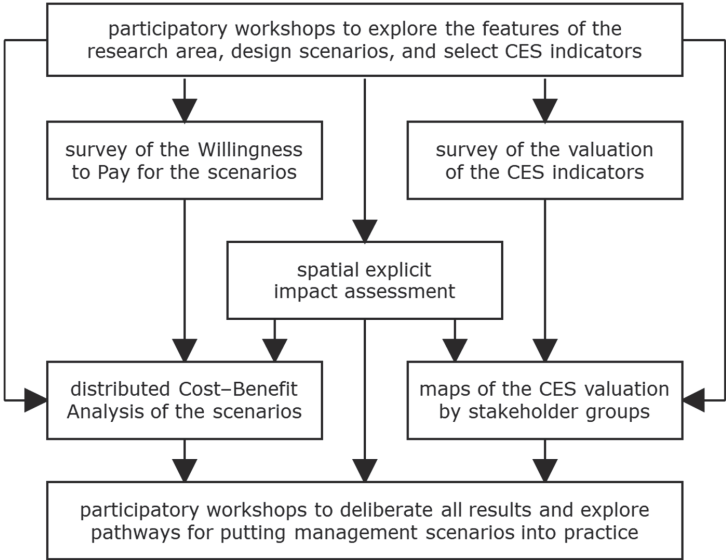 participatory workshops to explore the features of the
research area, design scenarios, and select CES indicators
survey of the Willingness
to Pay for the scenarios
survey of the valuation
of the CES indicators
spatial explicit
impact assessment
distributed Cost–Benefit
Analysis of the scenarios
maps of the CES valuation
by stakeholder groups
participatory workshops to deliberate all results and explore
pathways for putting management scenarios into practice